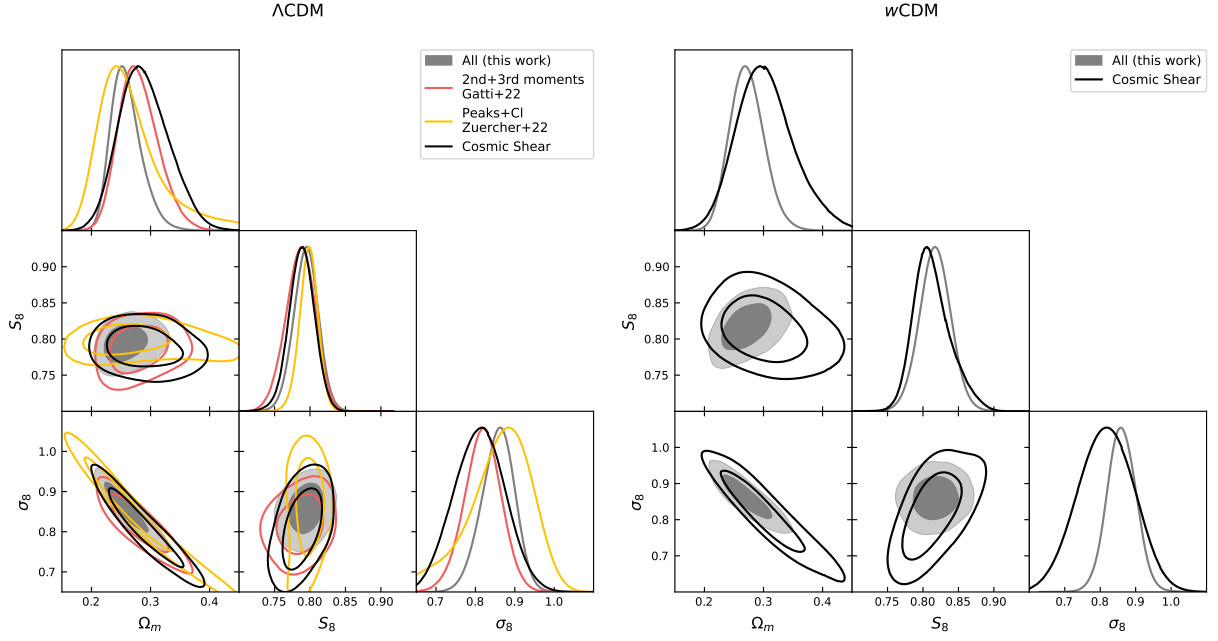 ΛCDM
All (this work)
2nd+3rd moments
Gatti+22
Peaks+Cl
Zuercher+22
Cosmic Shear
S8
0.90
0.85
0.80
0.75
σ8
1.0
0.9
0.8
0.7
0.2 0.3 0.4
Ωm
0.75 0.80 0.85 0.90
S8
0.7 0.8 0.9 1.0
σ8
wCDM
All (this work)
Cosmic Shear
S8
0.90
0.85
0.80
0.75
σ8
1.0
0.9
0.8
0.7
0.2 0.3 0.4
Ωm
0.75 0.80 0.85 0.90
S8
0.7 0.8 0.9 1.0
σ8